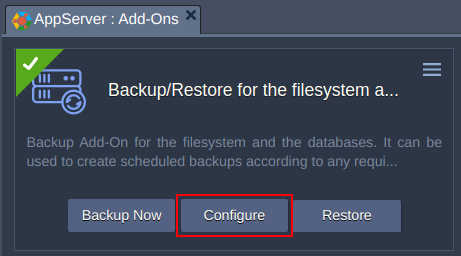 AppServer : Add-Ons
Backup/Restore for the filesystem a...
Backup Add-On for the filesystem and the databases. It can be
used to create scheduled backups according to any requi...
Backup Now Configure Restore